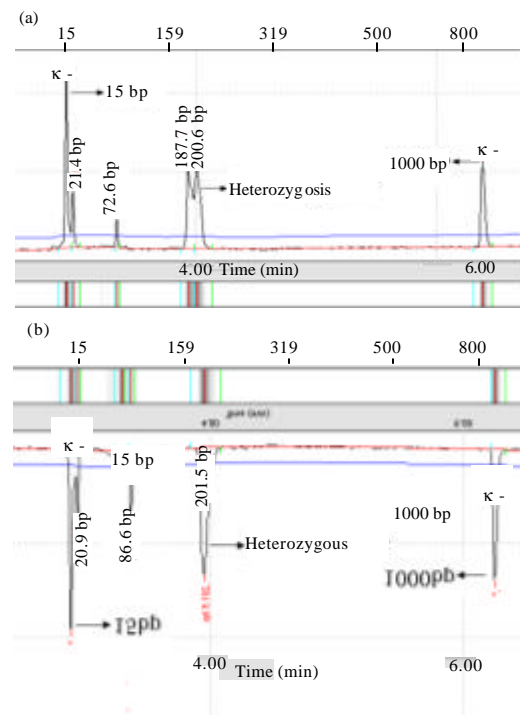 (a)
15 159 319 500 800
κ -
15 bp
21.4 bp
72.6 bp
187.7 bp
200.6 bp
Heterozygosis
1000 bp
κ -
4.00 Time (min) 6.00
(b)
15 159 319 500 800
κ -
15 bp
20.9 bp
86.6 bp
201.5 bp
Heterozygous
1000 bp
κ -
1000bp
15bp
4.00 Time (min) 6.00